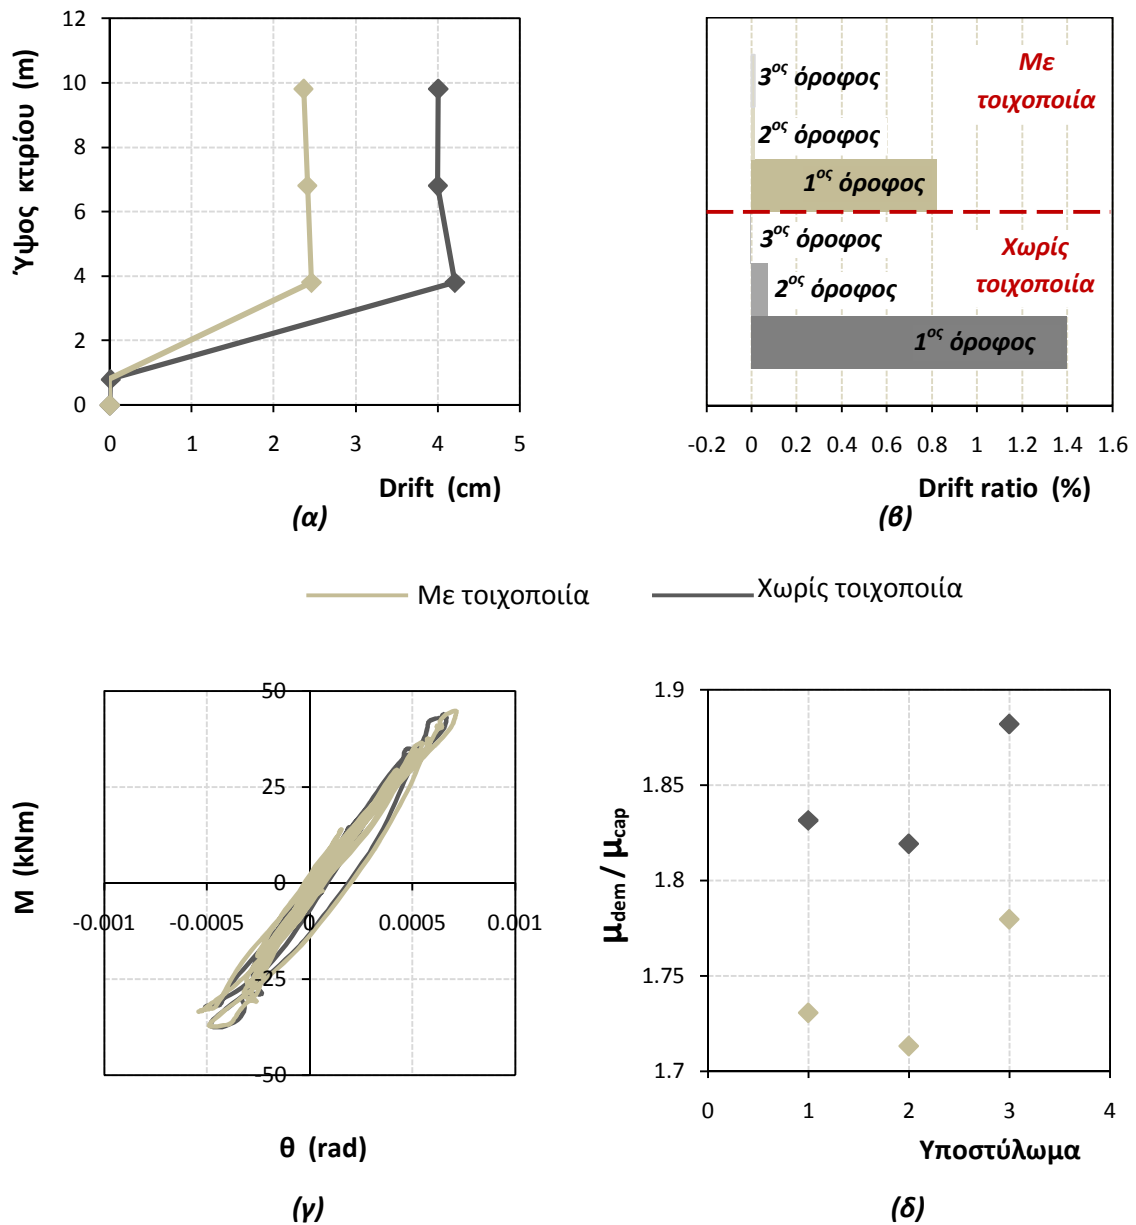 Ύψος κτιρίου (m)
12
10
8
6
4
2
0
0 1 2 3 4 5
Drift (cm)
(α)
Με
τοιχοποιία
3ος όροφος
2ος όροφος
1ος όροφος
Χωρίς
τοιχοποιία
3ος όροφος
2ος όροφος
1ος όροφος
-0.2 0 0.2 0.4 0.6 0.8 1 1.2 1.4 1.6
Drift ratio (%)
(β)
Με τοιχοποιία
Χωρίς τοιχοποιία
M (kNm)
50
25
0
-25
-50
-0.001 -0.0005 0 0.0005 0.001
θ (rad)
(γ)
μdem / μcap
1.9
1.85
1.8
1.75
1.7
0 1 2 3 4
Υποστύλωμα
(δ)